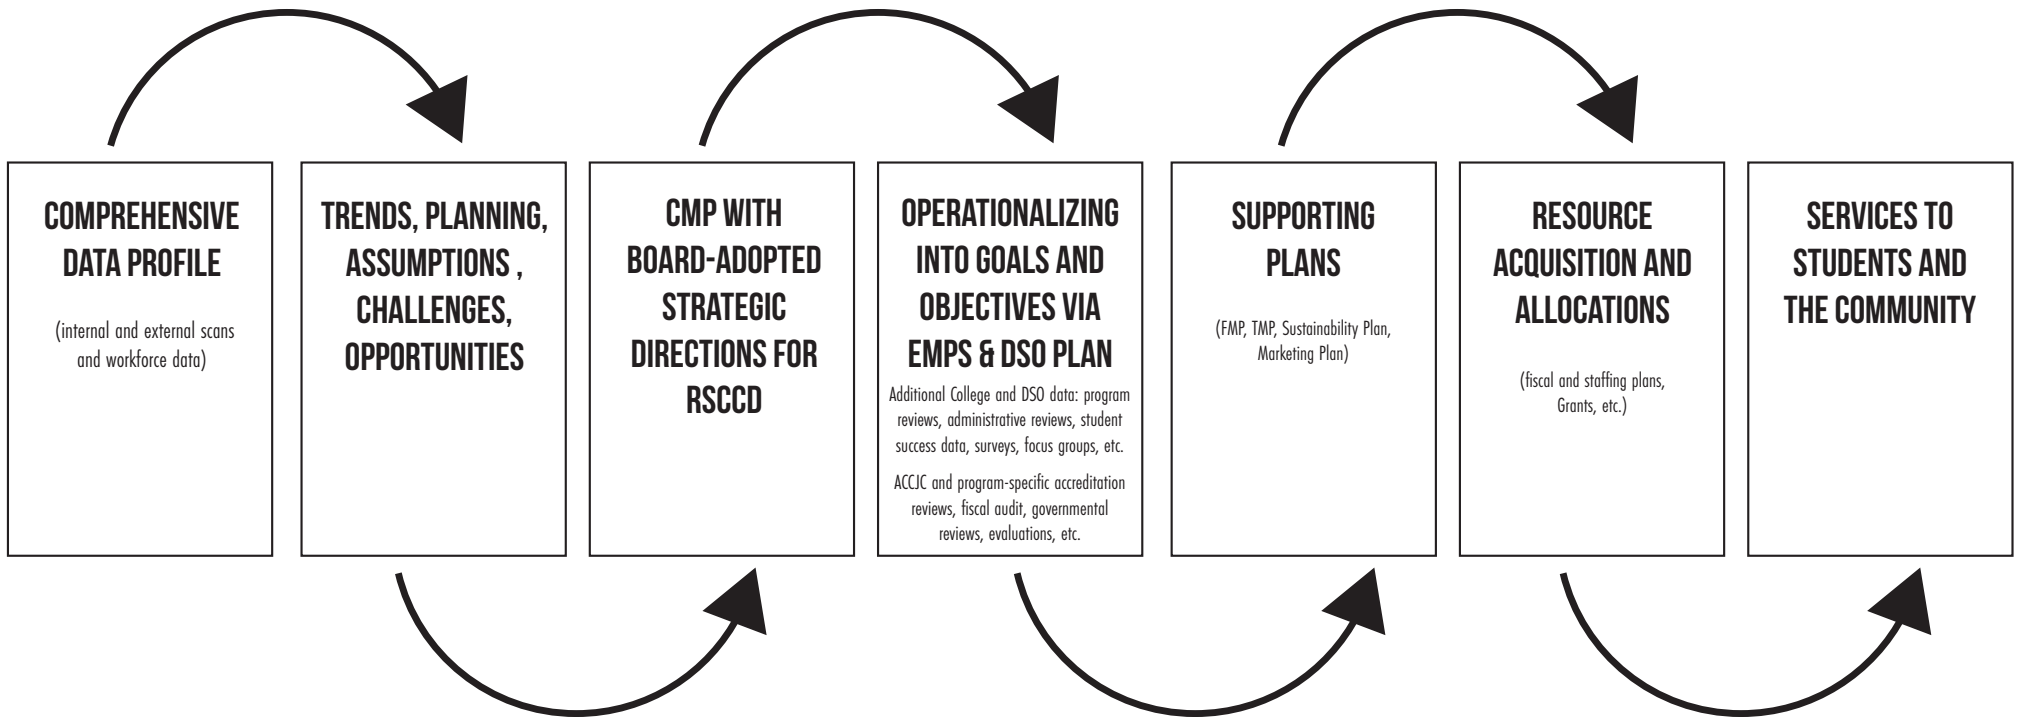 COMPREHENSIVE
DATA PROFILE
(internal and external scans
and workforce data)
TRENDS, PLANNING,
ASSUMPTIONS ,
CHALLENGES,
OPPORTUNITIES
CMP WITH
BOARD-ADOPTED
STRATEGIC
DIRECTIONS FOR
RSCCD
OPERATIONALIZING
INTO GOALS AND
OBJECTIVES VIA
EMPS & DSO PLAN
Additional College and DSO data: program
reviews, administrative reviews, student
success data, surveys, focus groups, etc.
ACCJC and program-specific accreditation
reviews, fiscal audit, governmental
reviews, evaluations, etc.
SUPPORTING
PLANS
(FMP, TMP, Sustainability Plan,
Marketing Plan)
RESOURCE
ACQUISITION AND
ALLOCATIONS
(fiscal and staffing plans,
Grants, etc.)
SERVICES TO
STUDENTS AND
THE COMMUNITY